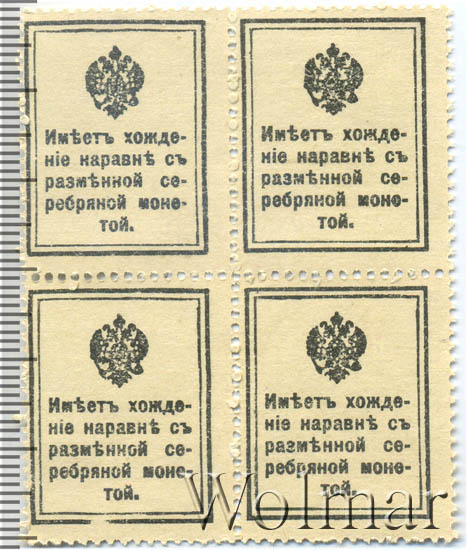 Имѣетъ хожде-
ніе наравнѣ съ
размѣнной се-
ребряной моне-
той.
Имѣетъ хожде-
ніе наравнѣ съ
размѣнной се-
ребряной моне-
той.
Имѣетъ хожде-
ніе наравнѣ съ
размѣнной се-
ребряной моне-
той.
Имѣетъ хожде-
ніе наравнѣ съ
размѣнной се-
ребряной моне-
той.
Wolmar